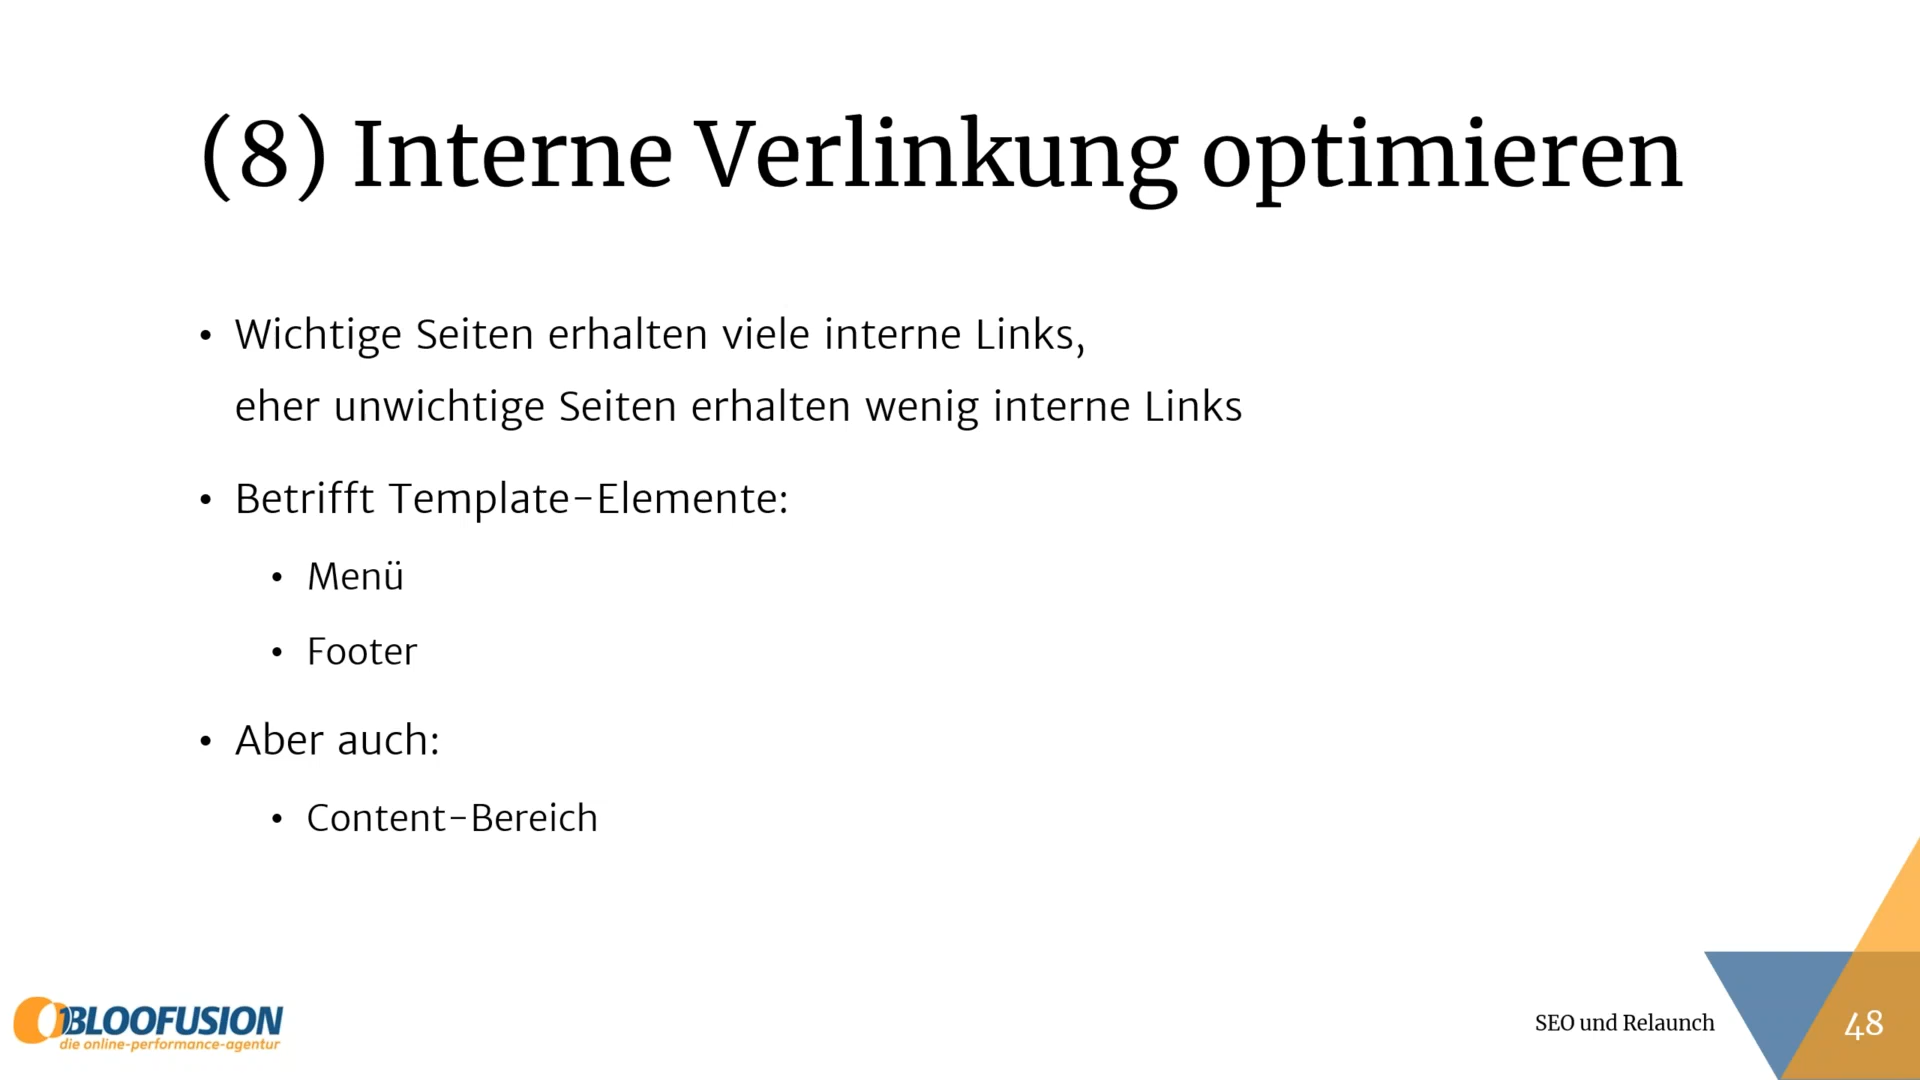 (8) Interne Verlinkung optimieren
• Wichtige Seiten erhalten viele interne Links,
eher unwichtige Seiten erhalten wenig interne Links
• Betrifft Template-Elemente:
• Menü
• Footer
• Aber auch:
• Content-Bereich
BLOOFUSION
die online-performance-agentur
SEO und Relaunch
48